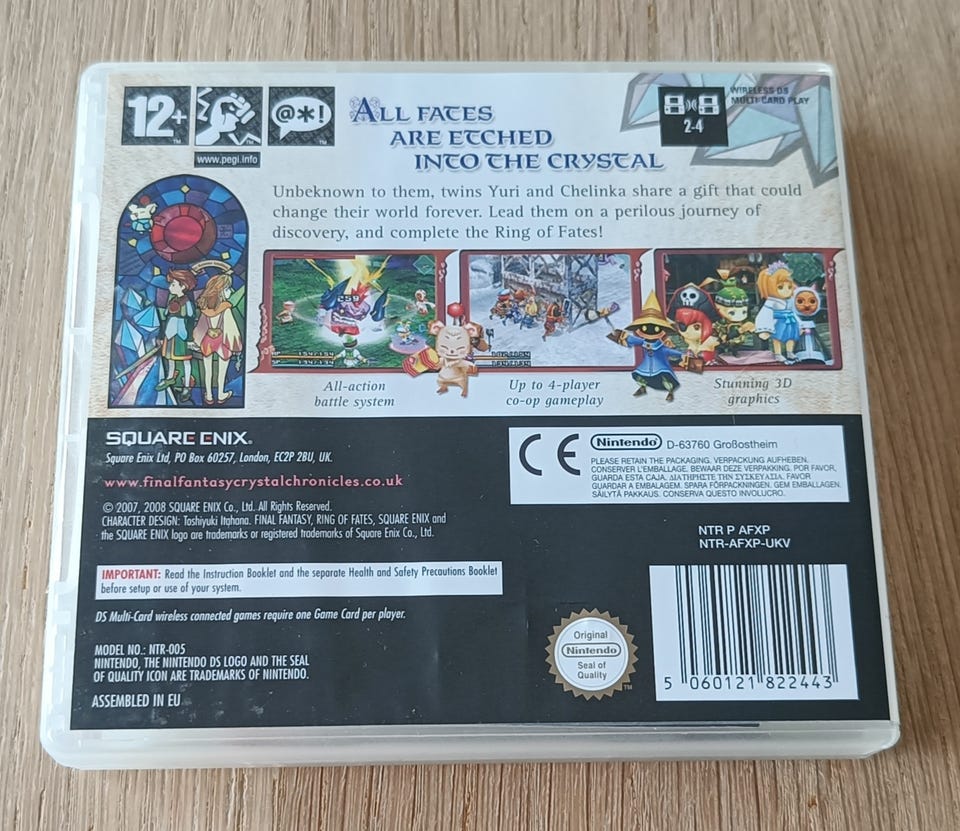 12+
www.pegi.info
@*!
ALL FATES
ARE ETCHED
INTO THE CRYSTAL
2-4
WIRELESS DS
MULTI-CARD PLAY
Unbeknown to them, twins Yuri and Chelinka share a gift that could
change their world forever. Lead them on a perilous journey of
discovery, and complete the Ring of Fates!
259
All-action
battle system
Up to 4-player
co-op gameplay
Stunning 3D
graphics
SQUARE ENIX®
Square Enix Ltd, PO Box 60257, London, EC2P 2BU, UK.
www.finalfantasycrystalchronicles.co.uk
© 2007, 2008 SQUARE ENIX Co., Ltd. All Rights Reserved.
CHARACTER DESIGN: Toshiyuki Itahana. FINAL FANTASY, RING OF FATES, SQUARE ENIX and
the SQUARE ENIX logo are trademarks or registered trademarks of Square Enix Co., Ltd.
IMPORTANT: Read the Instruction Booklet and the separate Health and Safety Precautions Booklet
before setup or use of your system.
DS Multi-Card wireless connected games require one Game Card per player.
MODEL NO.: NTR-005
NINTENDO, THE NINTENDO DS LOGO AND THE SEAL
OF QUALITY ICON ARE TRADEMARKS OF NINTENDO.
ASSEMBLED IN EU
CE
Nintendo® D-63760 Großostheim
PLEASE RETAIN THE PACKAGING. VERPACKUNG AUFHEBEN.
CONSERVER L'EMBALLAGE. BEWAAR DEZE VERPAKKING. POR FAVOR,
GUARDA ESTA CAJA. ΔΙΑΤΗΡΗΣΤΕ ΤΗΝ ΣΥΣΚΕΥΑΣΙΑ. FAVOR
GUARDAR A EMBALAGEM. SPARA FÖRPACKNINGEN. GEM EMBALLAGEN.
SÄILYTÄ PAKKAUS. CONSERVA QUESTO INVOLUCRO.
NTR P AFXP
NTR-AFXP-UKV
Original
Nintendo
Seal of
Quality
TM
5 060121 822443